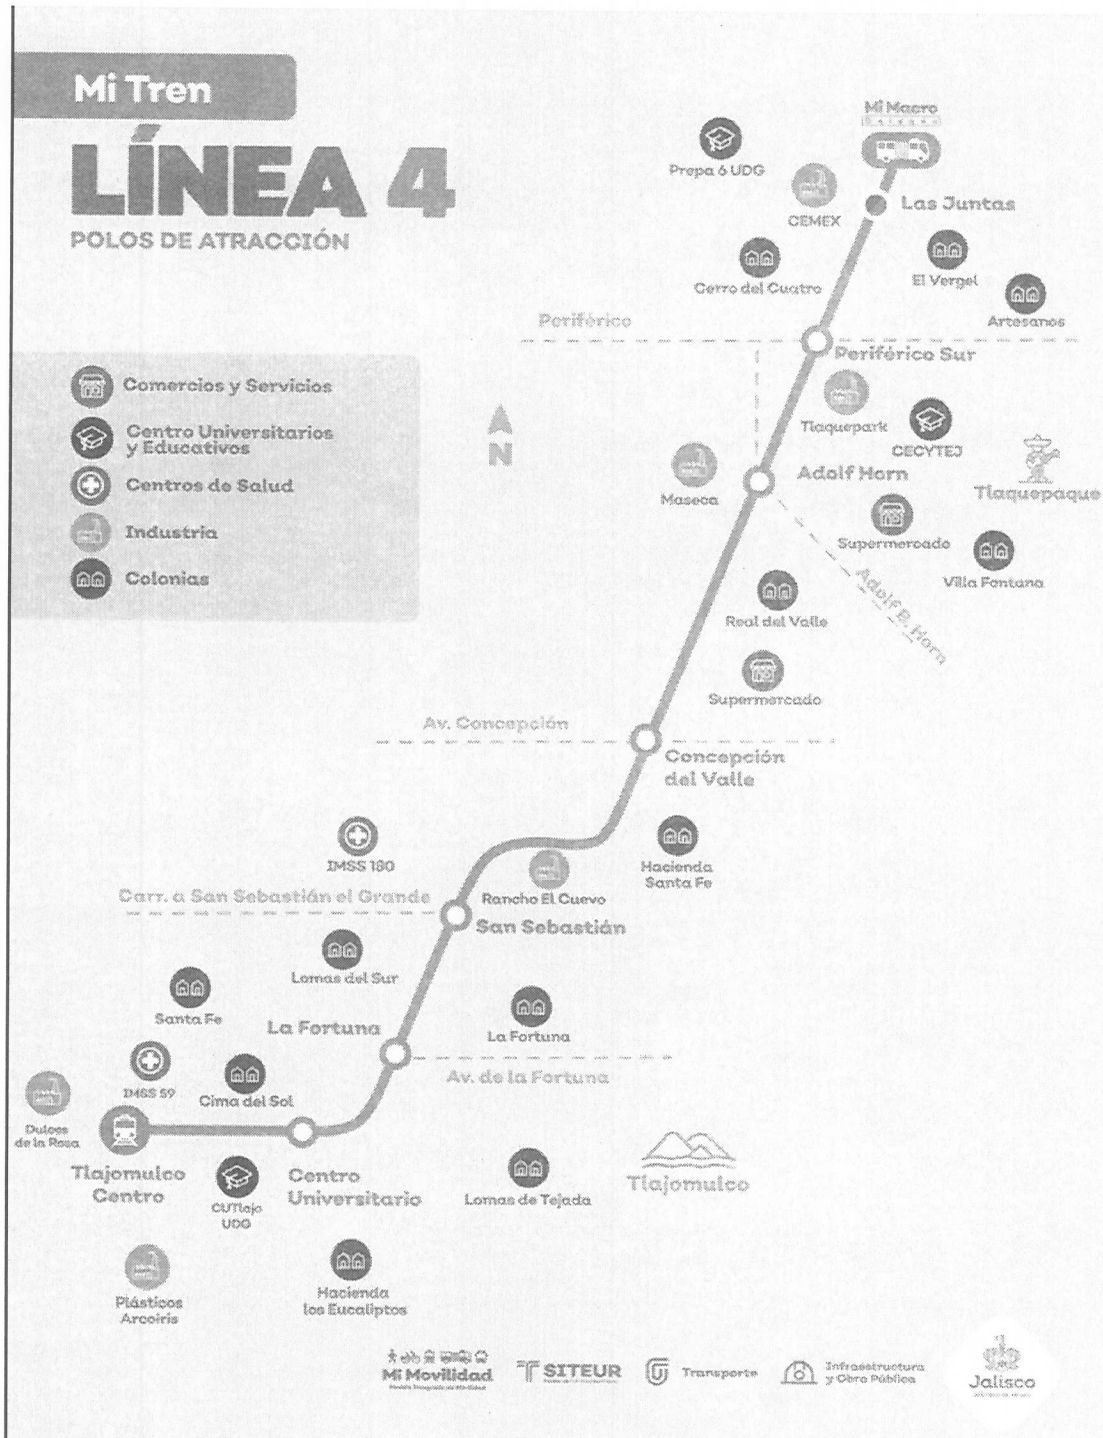 Mi Tren
LÍNEA 4
POLOS DE ATRACCIÓN
Comercios y Servicios
Centro Universitarios
y Educativos
Centros de Salud
Industria
Colonias
N
Mi Macro
Prepa 6 UDG
CEMEX
Las Juntas
Cerro del Cuatro
El Vergel
Artesanos
Periférico
Periférico Sur
Tlaquepark
CECYTEJ
Maseca
Adolf Horn
Tlaquepaque
Supermercado
Villa Fontana
Adolf B. Horn
Real del Valle
Supermercado
Av. Concepción
Concepción
del Valle
IMSS 180
Hacienda
Santa Fe
Rancho El Cuevo
Carr. a San Sebastián el Grande
San Sebastián
Lomas del Sur
Santa Fe
La Fortuna
La Fortuna
Av. de la Fortuna
IMSS 59
Cima del Sol
Dulces
de la Rosa
Tlajomulco
Centro
CUTlajo
UDG
Centro
Universitario
Lomas de Tejada
Tlajomulco
Plásticos
Arcoiris
Hacienda
los Eucaliptos
Mi Movilidad
SITEUR
Transporte
Infraestructura
y Obra Pública
Jalisco